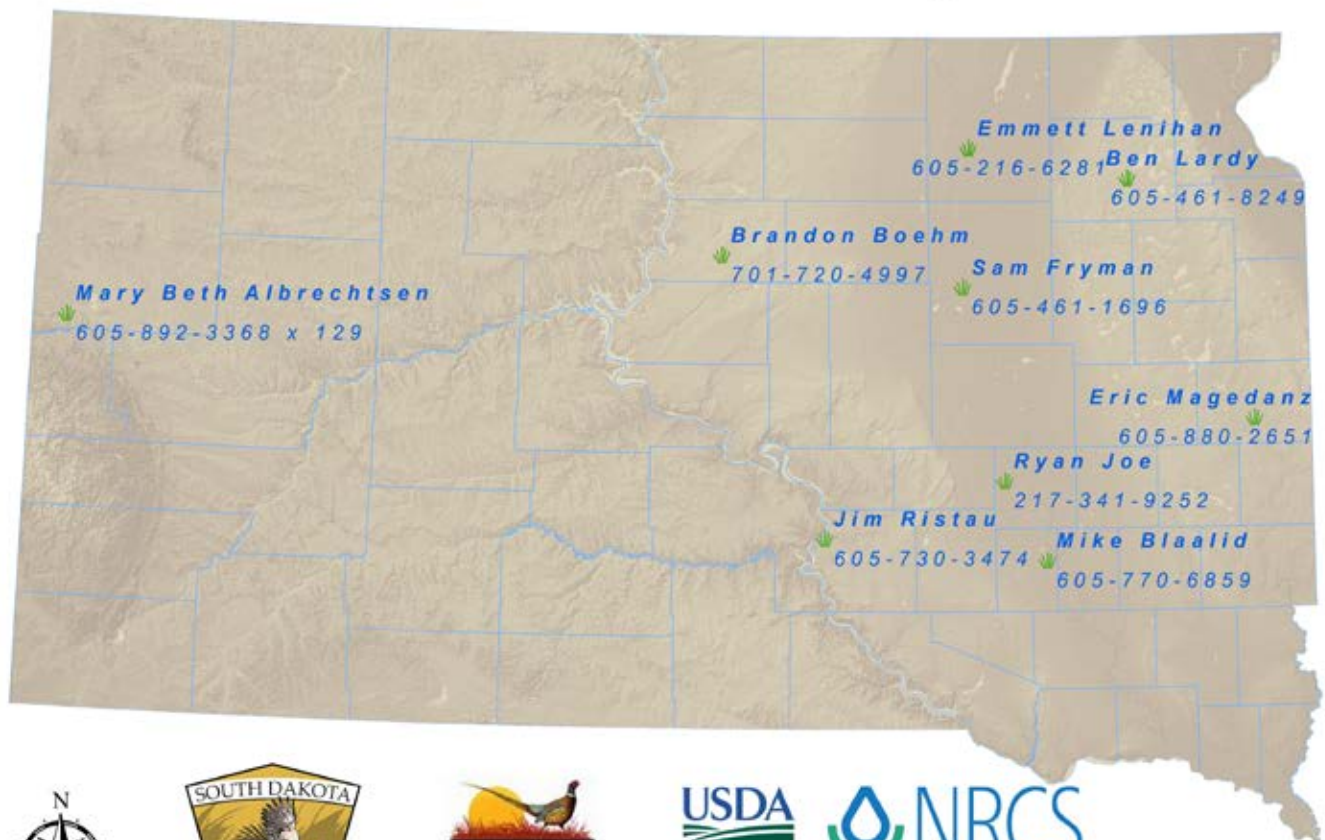 Emmett Lenihan
605-216-6281
Ben Lardy
605-461-8249
Brandon Boehm
701-720-4997
Sam Fryman
605-461-1696
Mary Beth Albrechtsen
605-892-3368 x 129
Eric Magedanz
605-880-2651
Ryan Joe
217-341-9252
Jim Ristau
605-730-3474
Mike Blaalid
605-770-6859
N
SOUTH DAKOTA
USDA
NRCS